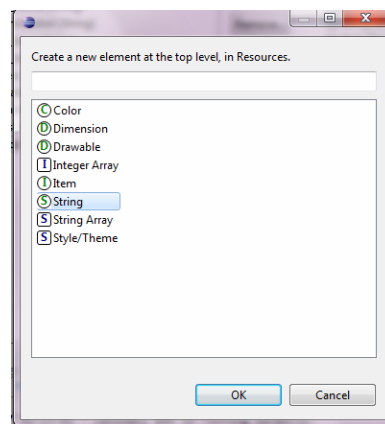 Create a new element at the top level, in Resources.
C Color
D Dimension
D Drawable
I Integer Array
I Item
S String
S String Array
S Style/Theme
OK
Cancel